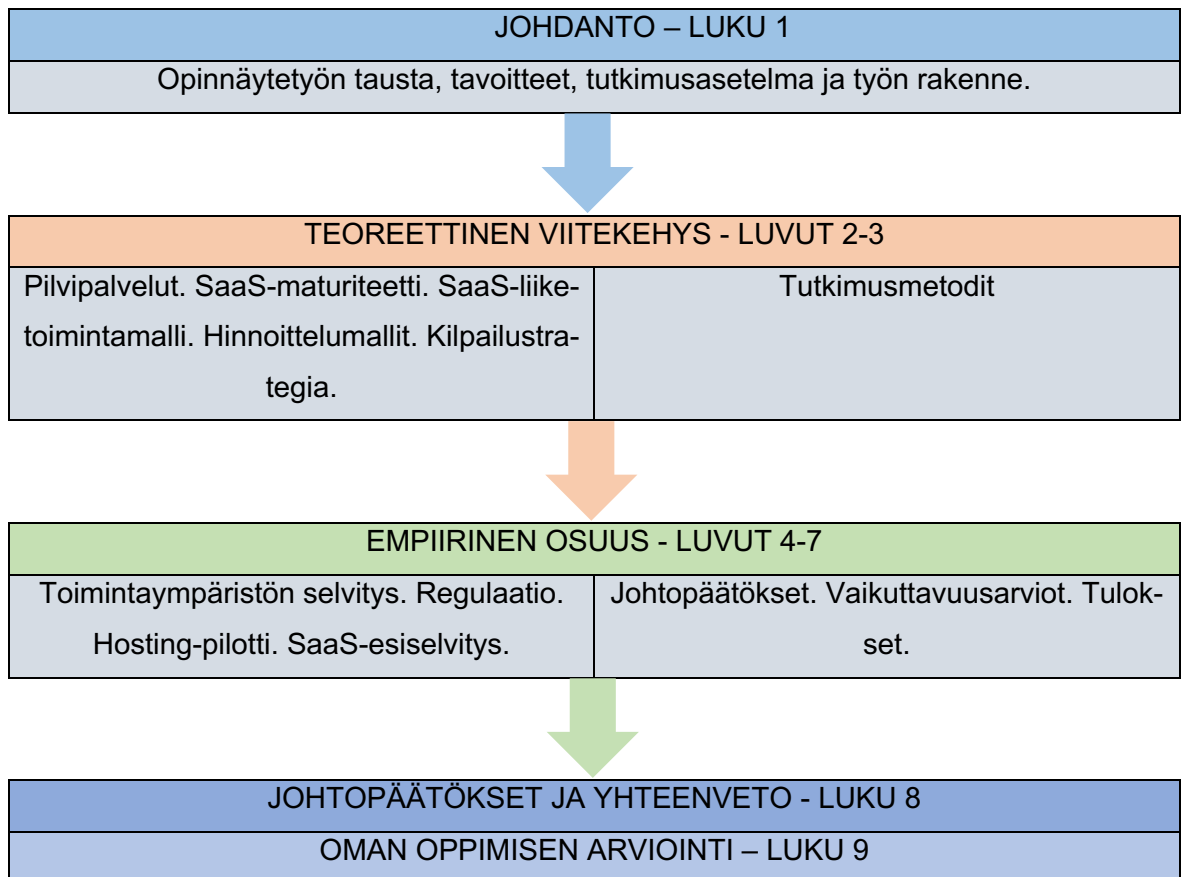 JOHDANTO – LUKU 1
Opinnäytetyön tausta, tavoitteet, tutkimusasetelma ja työn rakenne.
TEOREETTINEN VIITEKEHYS - LUVUT 2-3
Pilvipalvelut. SaaS-maturiteetti. SaaS-liike-
toimintamalli. Hinnoittelumallit. Kilpailustra-
tegia.
Tutkimusmetodit
EMPIIRINEN OSUUS - LUVUT 4-7
Toimintaympäristön selvitys. Regulaatio.
Hosting-pilotti. SaaS-esiselvitys.
Johtopäätökset. Vaikuttavuusarviot. Tulok-
set.
JOHTOPÄÄTÖKSET JA YHTEENVETO - LUKU 8
OMAN OPPIMISEN ARVIOINTI – LUKU 9